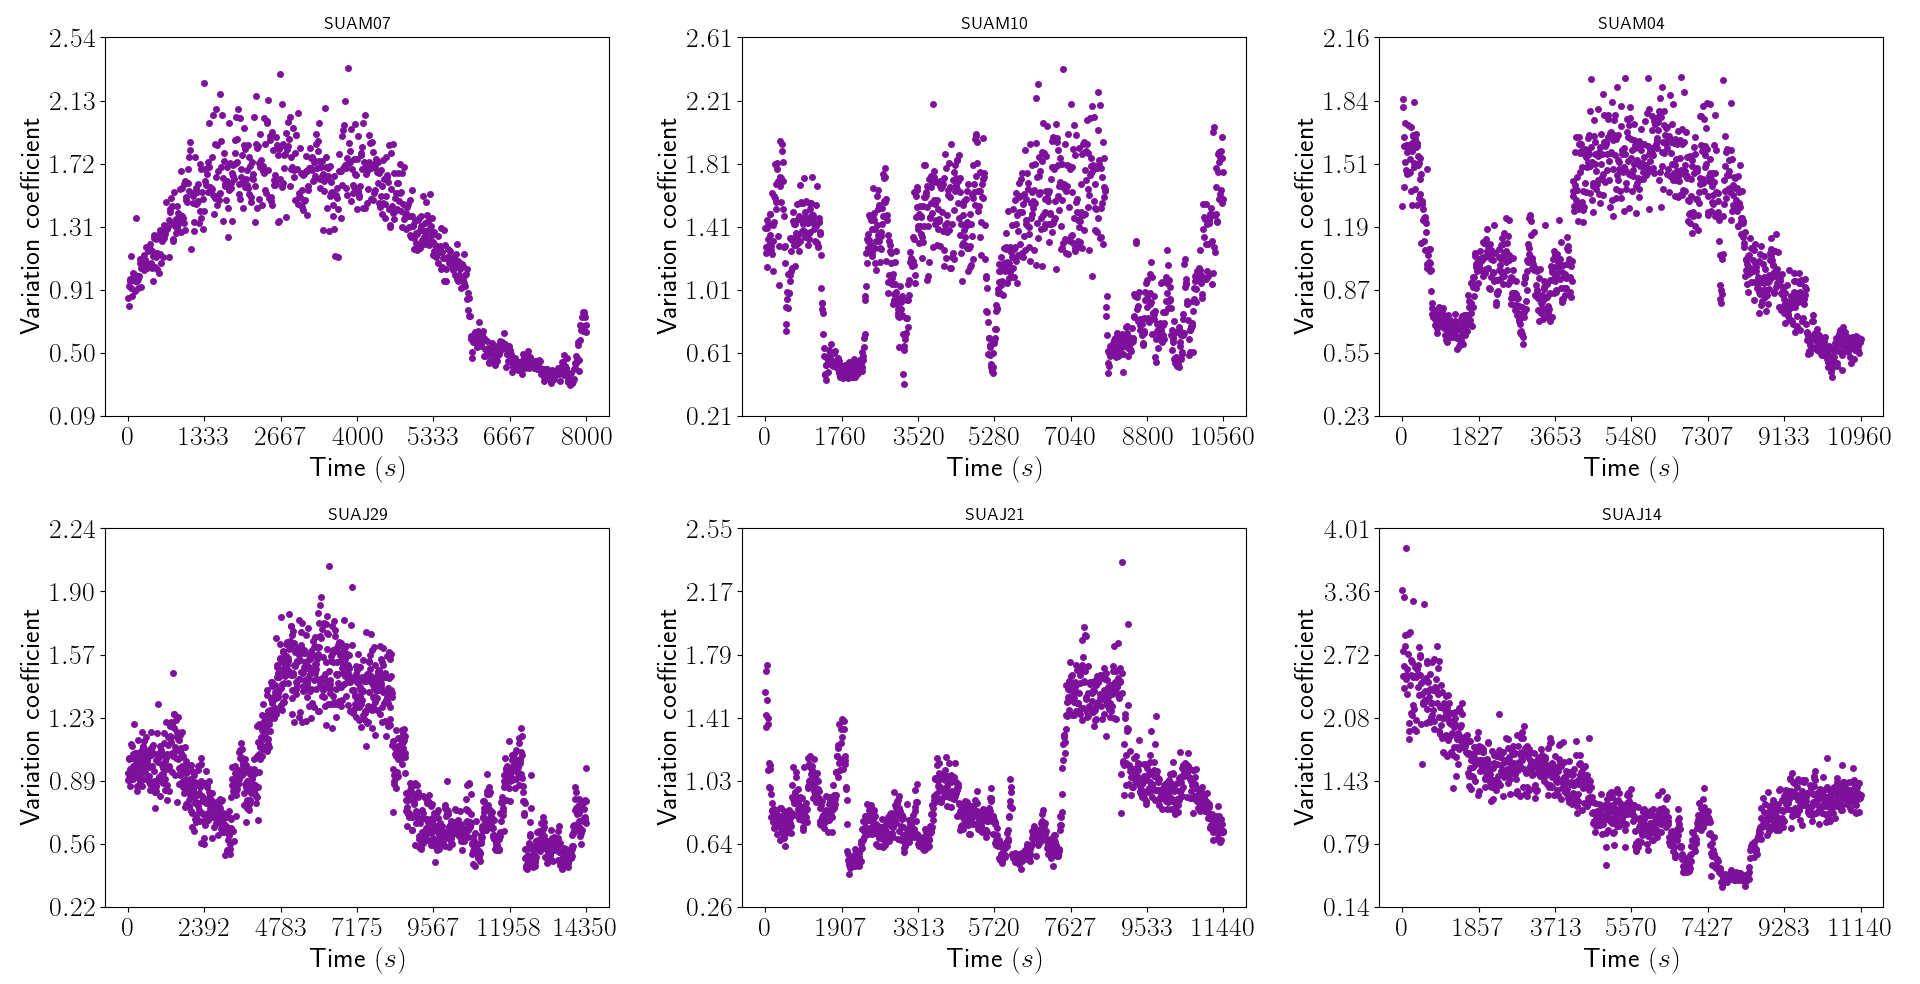 SUAM07
2.54
2.13
1.72
1.31
0.91
0.50
0.09
Variation coefficient
0 1333 2667 4000 5333 6667 8000
Time (s)
SUAM10
2.61
2.21
1.81
1.41
1.01
0.61
0.21
Variation coefficient
0 1760 3520 5280 7040 8800 10560
Time (s)
SUAM04
2.16
1.84
1.51
1.19
0.87
0.55
0.23
Variation coefficient
0 1827 3653 5480 7307 9133 10960
Time (s)
SUAJ29
2.24
1.90
1.57
1.23
0.89
0.56
0.22
Variation coefficient
0 2392 4783 7175 9567 11958 14350
Time (s)
SUAJ21
2.55
2.17
1.79
1.41
1.03
0.64
0.26
Variation coefficient
0 1907 3813 5720 7627 9533 11440
Time (s)
SUAJ14
4.01
3.36
2.72
2.08
1.43
0.79
0.14
Variation coefficient
0 1857 3713 5570 7427 9283 11140
Time (s)